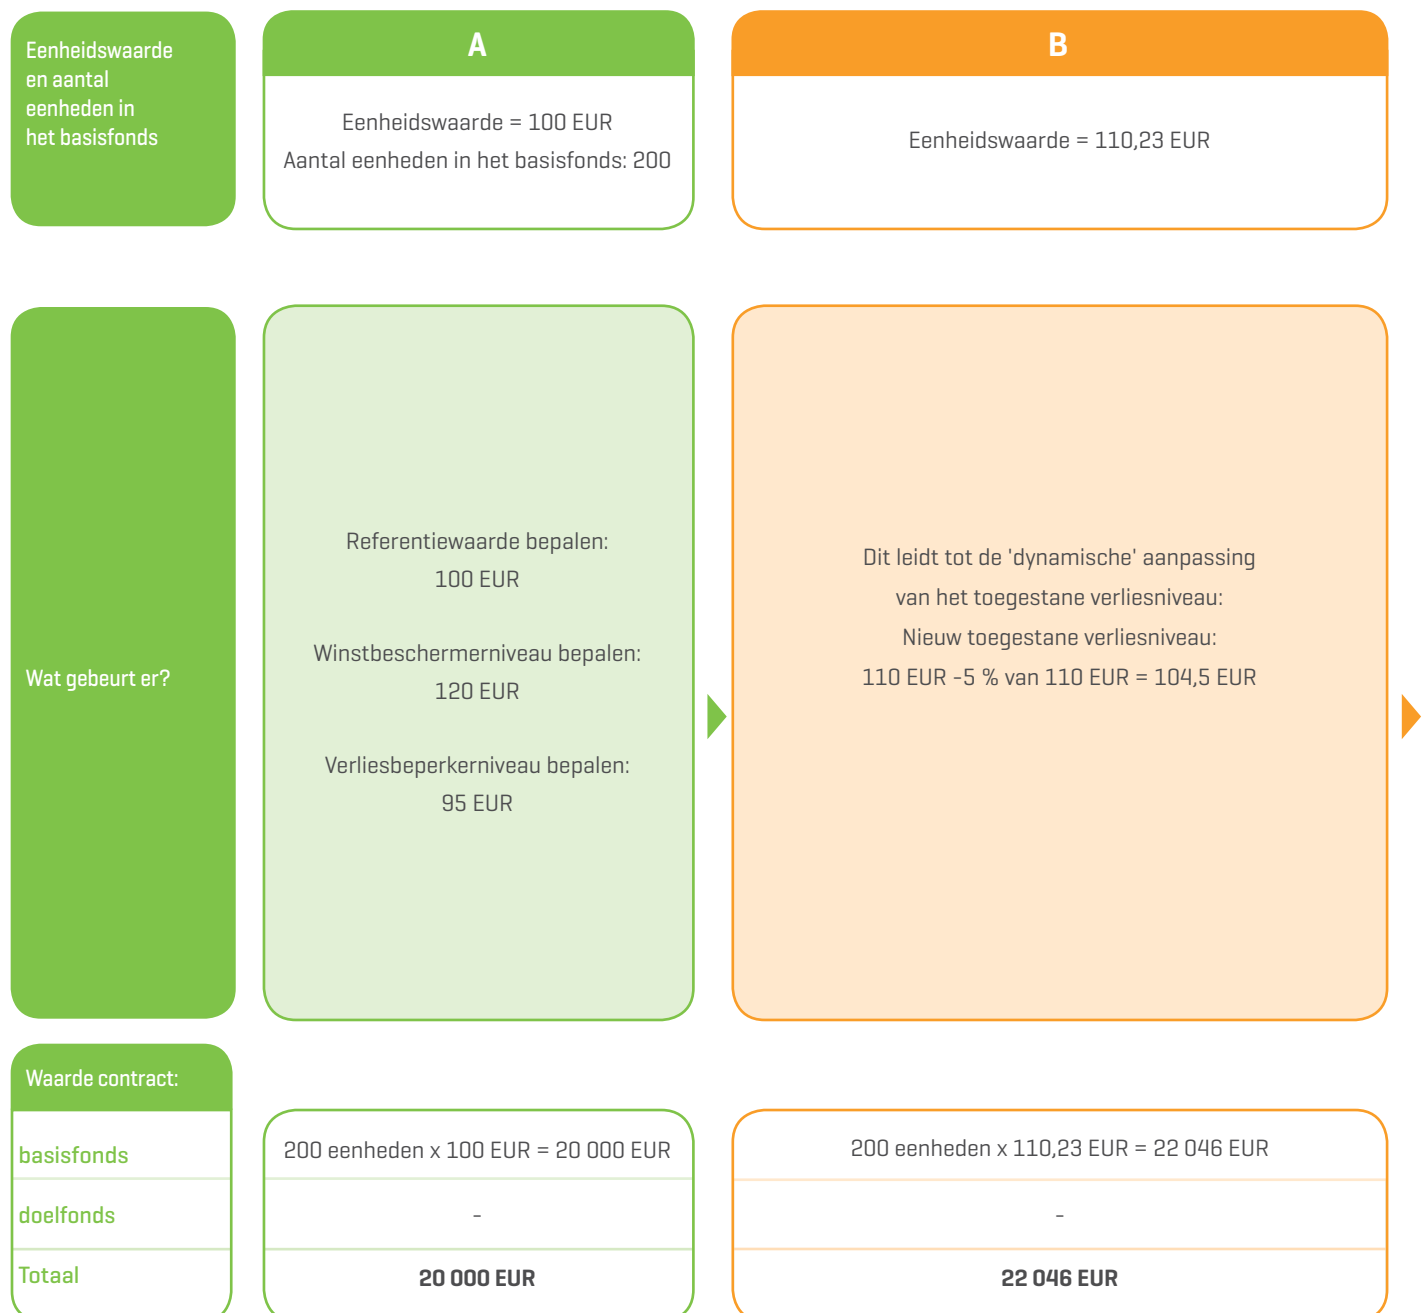 Eenheidswaarde
en aantal
eenheden in
het basisfonds
A
Eenheidswaarde = 100 EUR
Aantal eenheden in het basisfonds: 200
B
Eenheidswaarde = 110,23 EUR
Wat gebeurt er?
Referentiewaarde bepalen:
100 EUR
Winstbeschermerniveau bepalen:
120 EUR
Verliesbeperkerniveau bepalen:
95 EUR
Dit leidt tot de 'dynamische' aanpassing
van het toegestane verliesniveau:
Nieuw toegestane verliesniveau:
110 EUR -5 % van 110 EUR = 104,5 EUR
Waarde contract:
basisfonds
200 eenheden x 100 EUR = 20 000 EUR
200 eenheden x 110,23 EUR = 22 046 EUR
doelfonds
-
-
Totaal
20 000 EUR
22 046 EUR